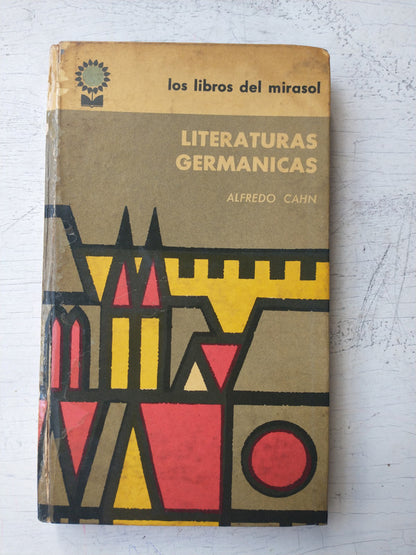 los libros del mirasol
LITERATURAS
GERMANICAS
ALFREDO CAHN